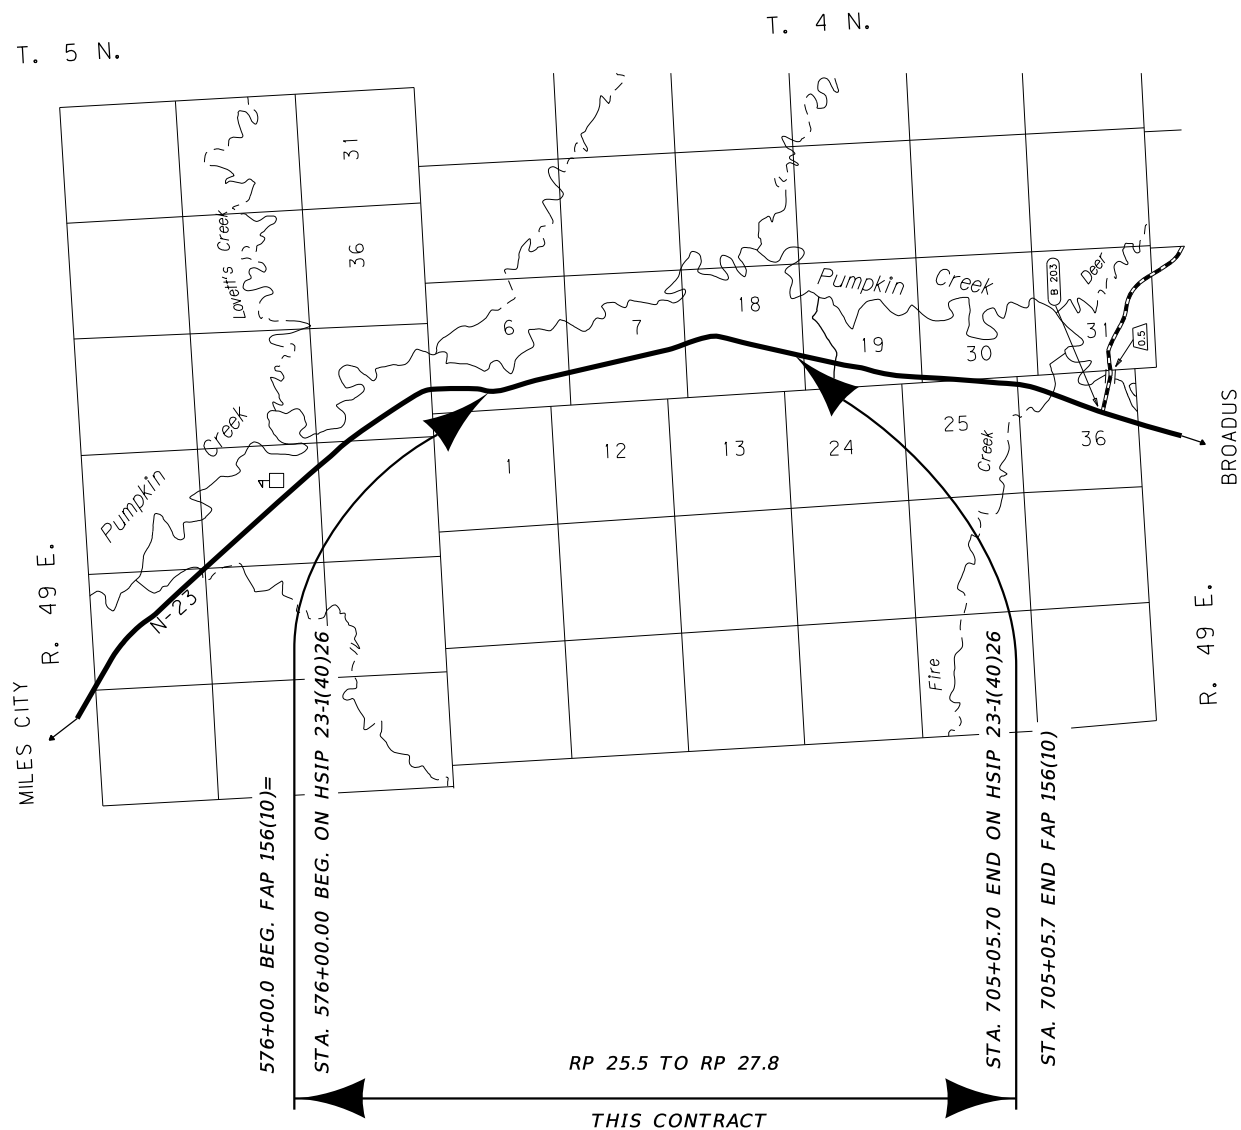 T. 5 N.
T. 4 N.
31
36
Lovett's Creek
Pumpkin Creek
N-23
R. 49 E.
MILES CITY
6
7
18
Pumpkin Creek
19
30
31
B 203
Deer
0.5
1
12
13
24
25
36
Creek
Fire
BROADUS
R. 49 E.
576+00.0 BEG. FAP 156(10)=
STA. 576+00.00 BEG. ON HSIP 23-1(40)26
STA. 705+05.70 END ON HSIP 23-1(40)26
STA. 705+05.7 END FAP 156(10)
RP 25.5 TO RP 27.8
THIS CONTRACT